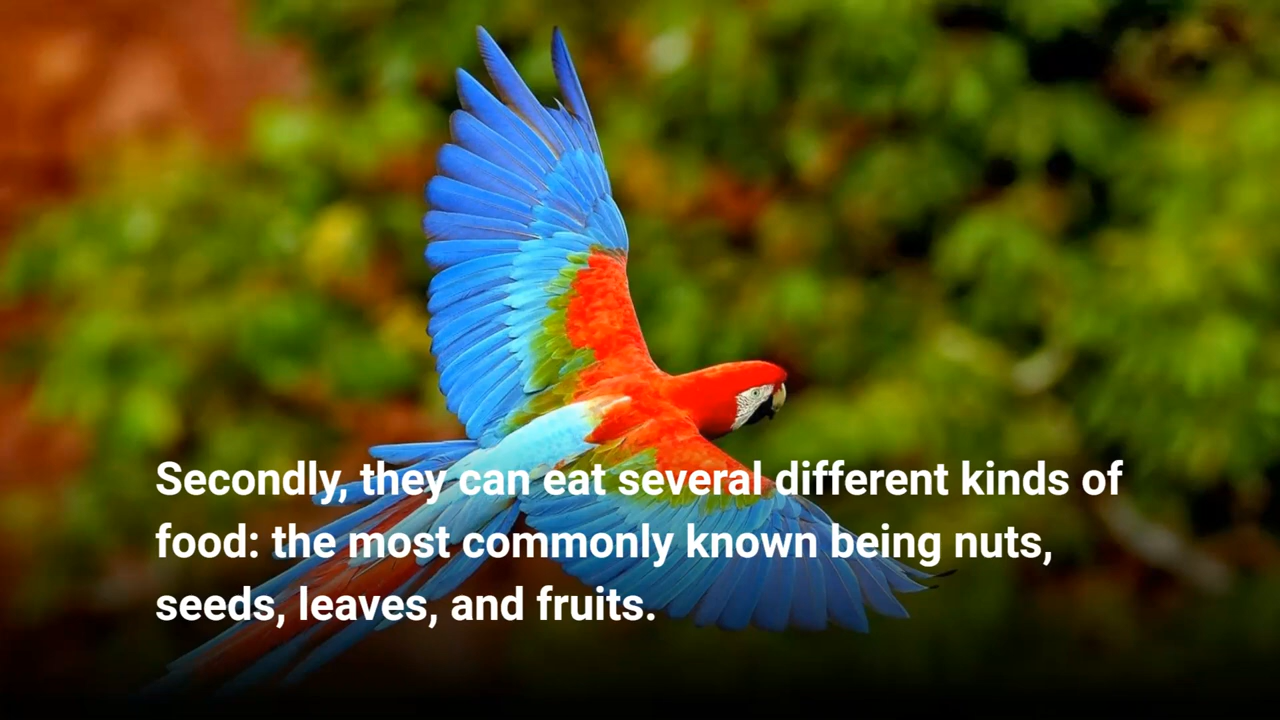 Secondly, they can eat several different kinds of
food: the most commonly known being nuts,
seeds, leaves, and fruits.